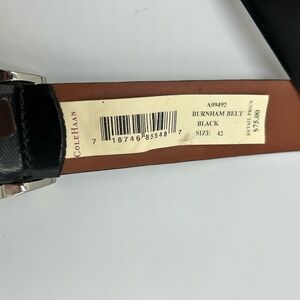 COLE HAAN
7 18746 85548 7
A09492
BURNHAM BELT
BLACK
SIZE 42
RETAIL PRICE
$75.00